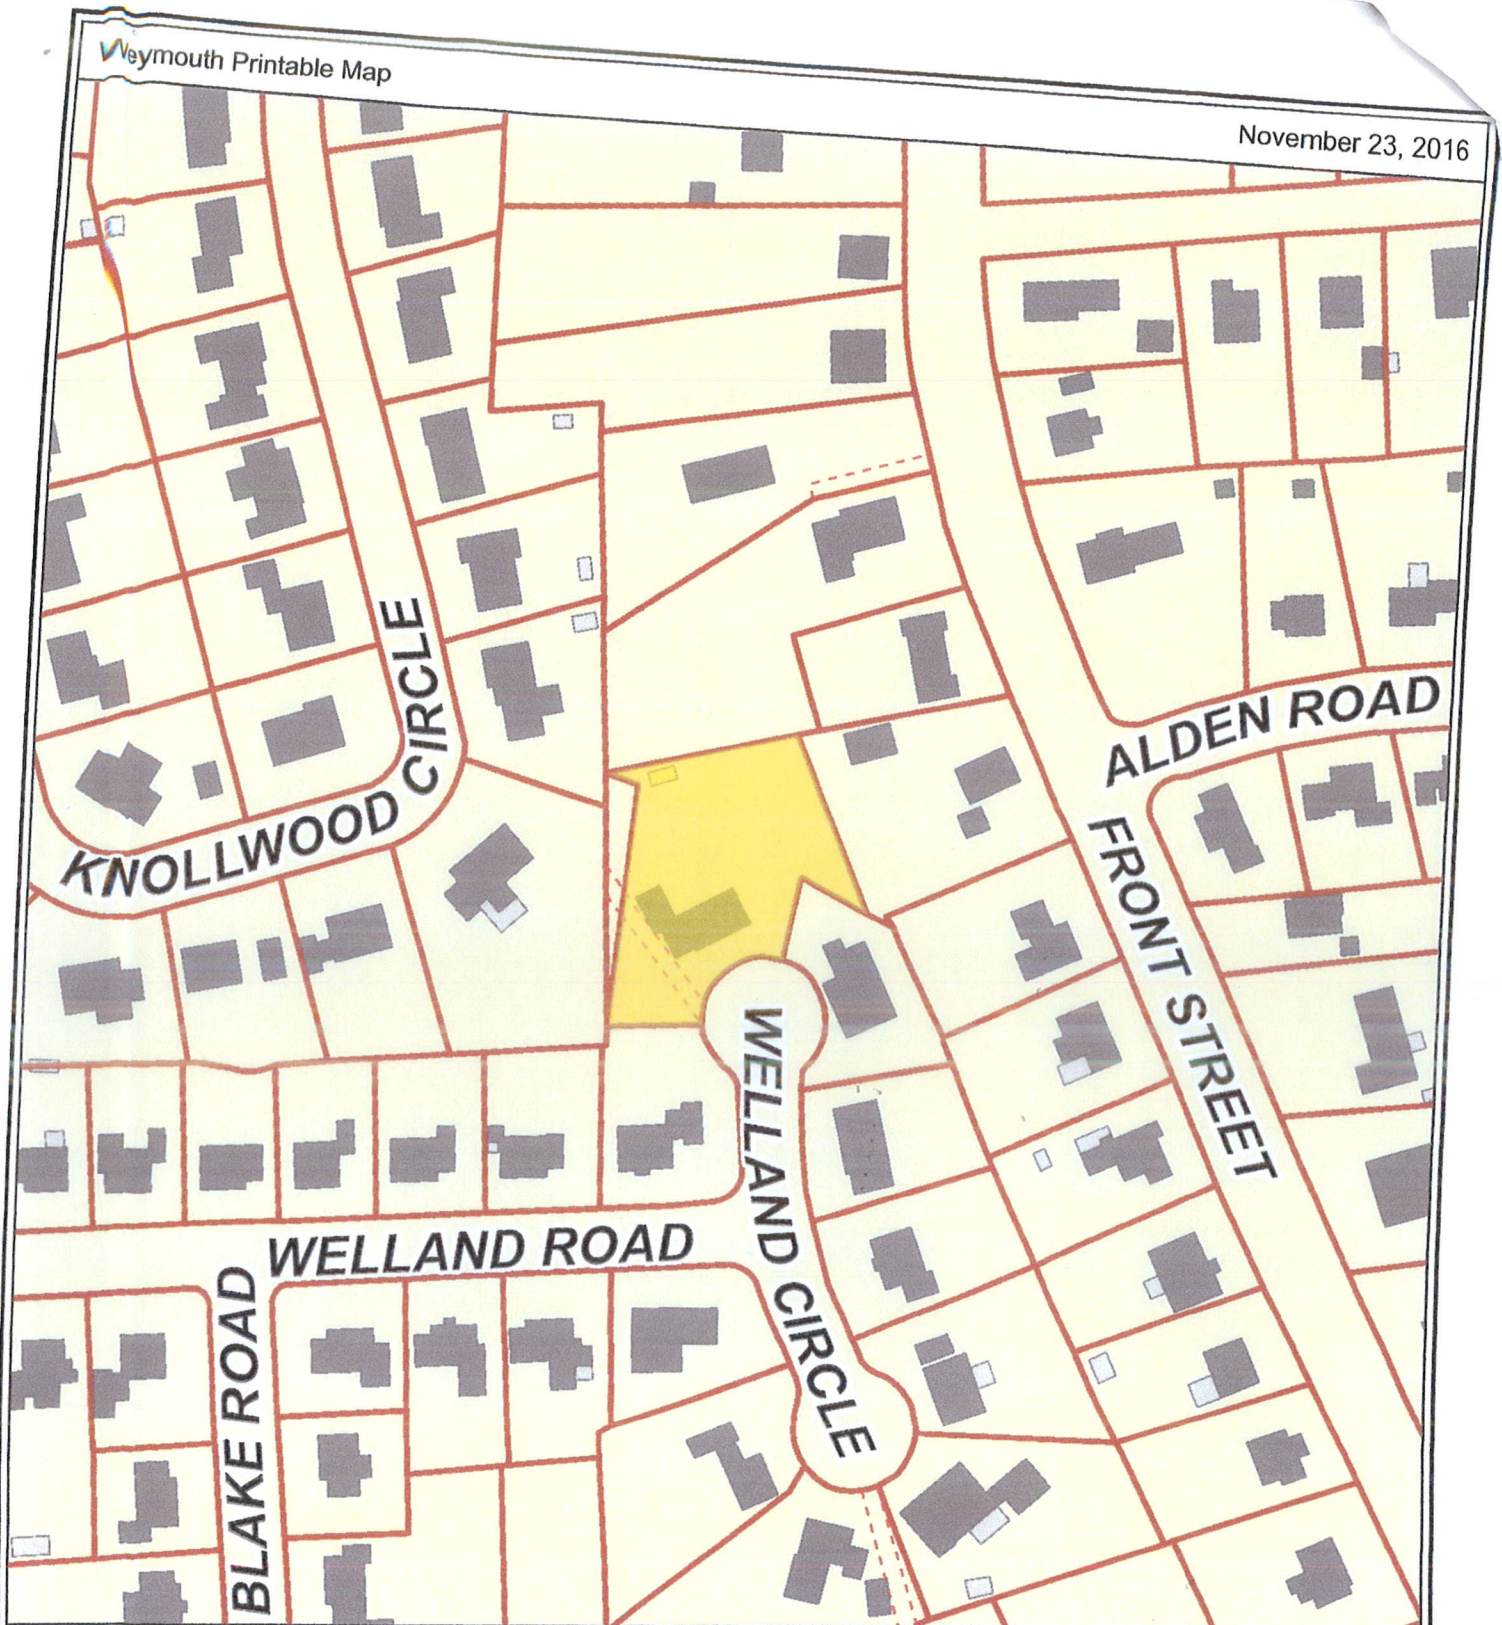 Weymouth Printable Map
November 23, 2016
KNOLLWOOD CIRCLE
ALDEN ROAD
FRONT STREET
WELLAND CIRCLE
WELLAND ROAD
BLAKE ROAD